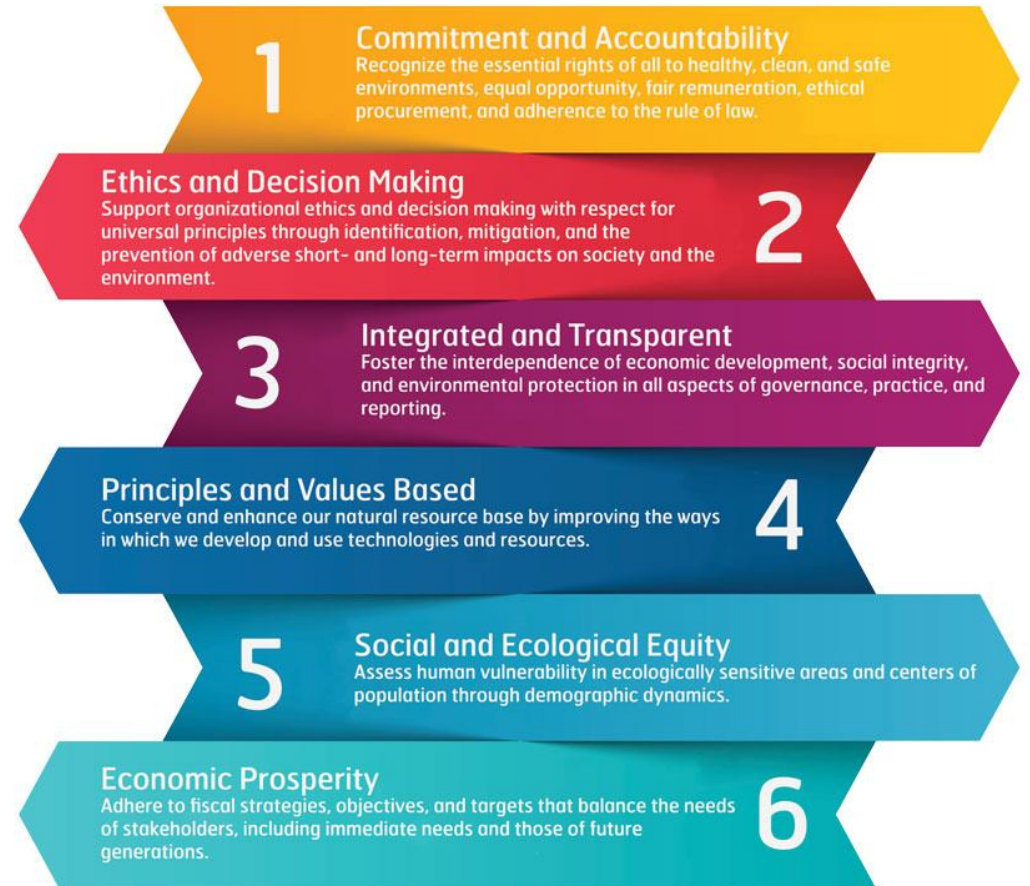 1
Commitment and Accountability
Recognize the essential rights of all to healthy, clean, and safe
environments, equal opportunity, fair remuneration, ethical
procurement, and adherence to the rule of law.
Ethics and Decision Making
Support organizational ethics and decision making with respect for
universal principles through identification, mitigation, and the
prevention of adverse short- and long-term impacts on society and the
environment.
2
3
Integrated and Transparent
Foster the interdependence of economic development, social integrity,
and environmental protection in all aspects of governance, practice, and
reporting.
Principles and Values Based
Conserve and enhance our natural resource base by improving the ways
in which we develop and use technologies and resources.
4
5
Social and Ecological Equity
Assess human vulnerability in ecologically sensitive areas and centers of
population through demographic dynamics.
Economic Prosperity
Adhere to fiscal strategies, objectives, and targets that balance the needs
of stakeholders, including immediate needs and those of future
generations.
6